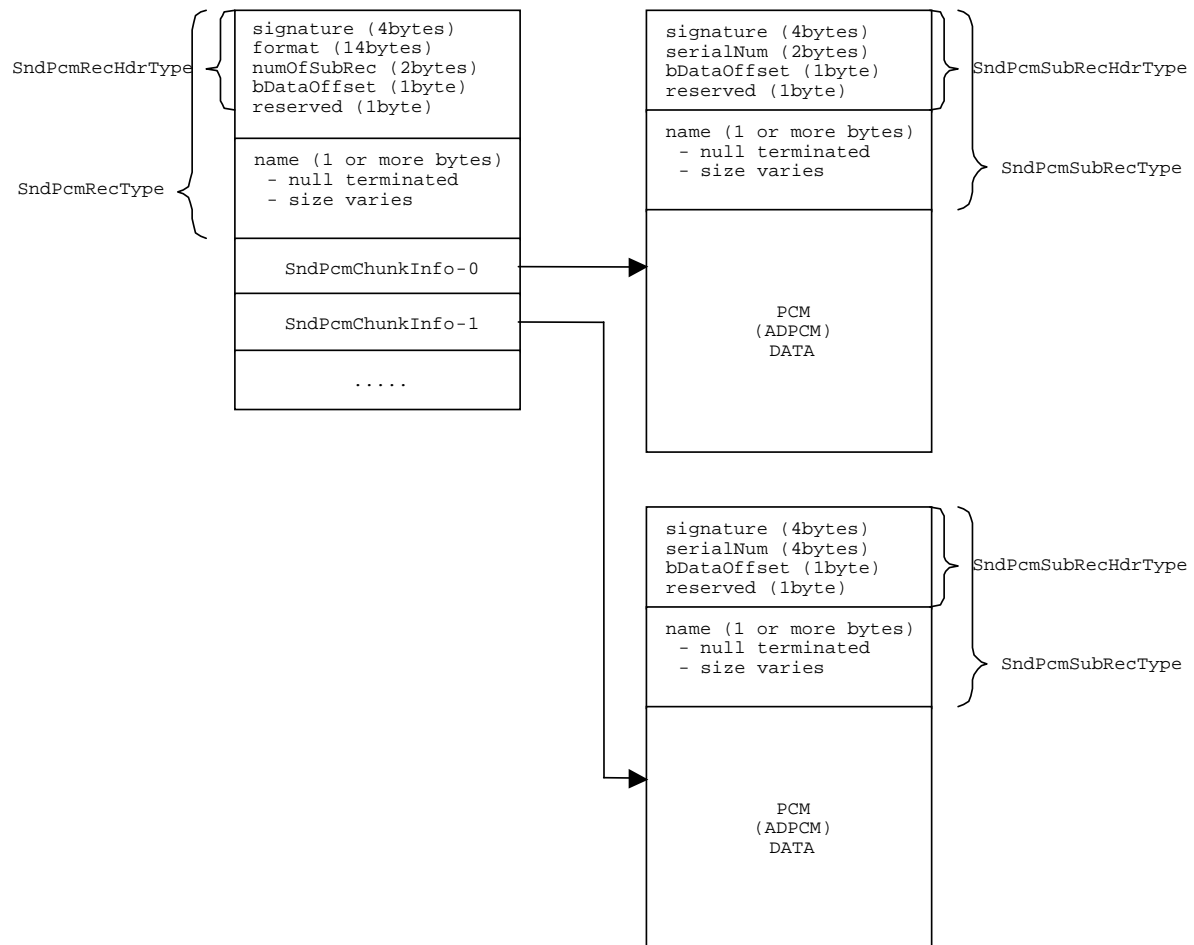 signature (4bytes)
format (14bytes)
numOfSubRec (2bytes)
bDataOffset (1byte)
reserved (1byte)
SndPcmRecHdrType
name (1 or more bytes)
- null terminated
- size varies
SndPcmRecType
SndPcmChunkInfo-0
SndPcmChunkInfo-1
.....
signature (4bytes)
serialNum (2bytes)
bDataOffset (1byte)
reserved (1byte)
SndPcmSubRecHdrType
name (1 or more bytes)
- null terminated
- size varies
SndPcmSubRecType
PCM
(ADPCM)
DATA
signature (4bytes)
serialNum (4bytes)
bDataOffset (1byte)
reserved (1byte)
SndPcmSubRecHdrType
name (1 or more bytes)
- null terminated
- size varies
SndPcmSubRecType
PCM
(ADPCM)
DATA